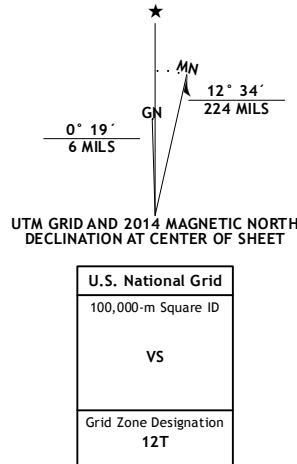 ★
MN
GN
12° 34´
224 MILS
0° 19´
6 MILS
UTM GRID AND 2014 MAGNETIC NORTH
DECLINATION AT CENTER OF SHEET
U.S. National Grid
100,000-m Square ID
VS
Grid Zone Designation
12T